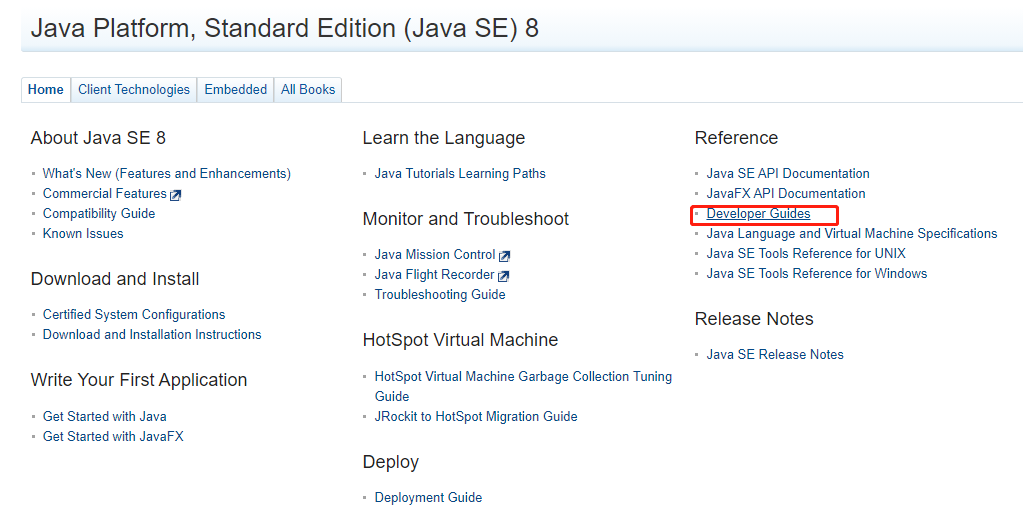 Java Platform, Standard Edition (Java SE) 8
Home
Client Technologies
Embedded
All Books
About Java SE 8
What's New (Features and Enhancements)
Commercial Features
Compatibility Guide
Known Issues
Download and Install
Certified System Configurations
Download and Installation Instructions
Write Your First Application
Get Started with Java
Get Started with JavaFX
Learn the Language
Java Tutorials Learning Paths
Monitor and Troubleshoot
Java Mission Control
Java Flight Recorder
Troubleshooting Guide
HotSpot Virtual Machine
HotSpot Virtual Machine Garbage Collection Tuning
Guide
JRockit to HotSpot Migration Guide
Deploy
Deployment Guide
Reference
Java SE API Documentation
JavaFX API Documentation
Developer Guides
Java Language and Virtual Machine Specifications
Java SE Tools Reference for UNIX
Java SE Tools Reference for Windows
Release Notes
Java SE Release Notes